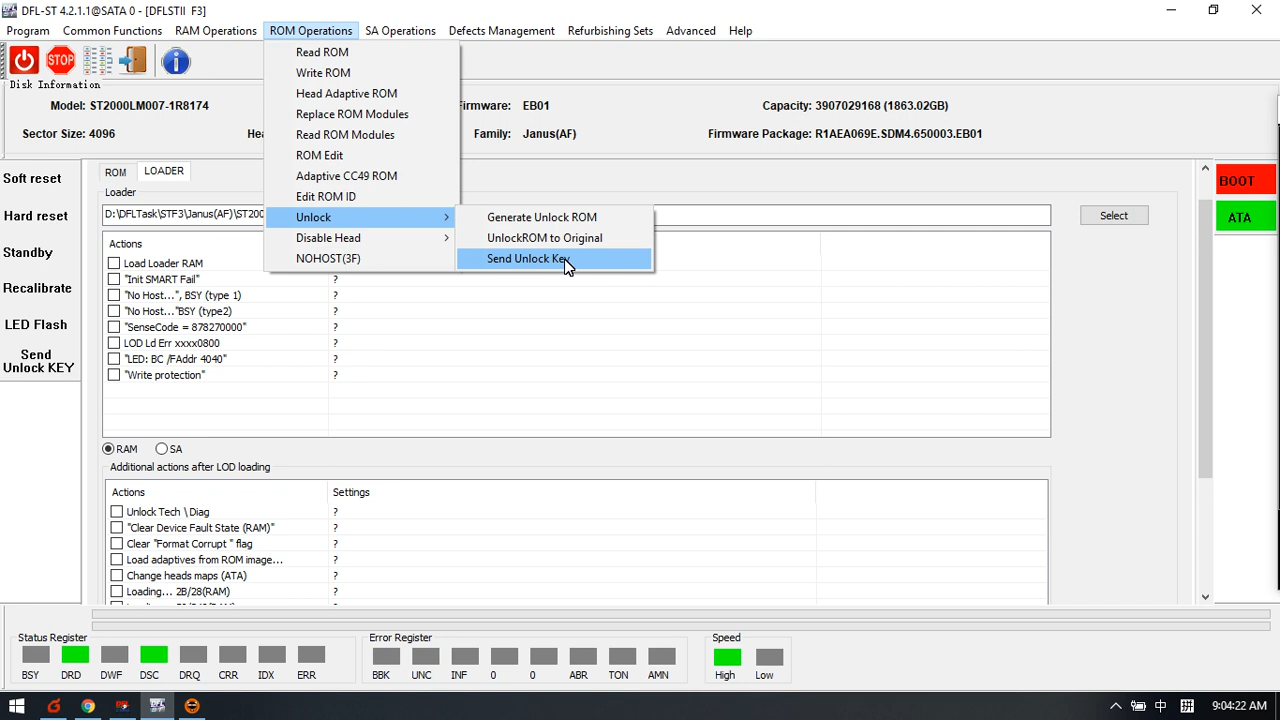 DFL-ST 4.2.1.1@SATA 0 - [DFLSTII  F3]
Program Common Functions RAM Operations ROM Operations SA Operations Defects Management Refurbishing Sets Advanced Help
Read ROM
Write ROM
Head Adaptive ROM
Replace ROM Modules
Read ROM Modules
ROM Edit
Adaptive CC49 ROM
Edit ROM ID
Unlock
Disable Head
NOHOST(3F)
Generate Unlock ROM
UnlockROM to Original
Send Unlock Key
STOP
Disk Information
Model: ST2000LM007-1R8174 EB01 Capacity: 3907029168 (1863.02GB)
Sector Size: 4096 Family: Janus(AF) Firmware Package: R1AEA069E.SDM4.650003.EB01
Soft reset
Hard reset
Standby
Recalibrate
LED Flash
Send
Unlock KEY
ROM LOADER
Loader
D:\DFLTask\STF3\Janus(AF)\ST200 Select
Actions
Load Loader RAM
"Init SMART Fail" ?
"No Host...", BSY (type 1) ?
"No Host..."BSY (type2) ?
"SenseCode = 878270000" ?
LOD Ld Err xxxx0800 ?
"LED: BC /FAddr 4040" ?
"Write protection" ?
RAM SA
Additional actions after LOD loading
Actions Settings
Unlock Tech \Diag ?
"Clear Device Fault State (RAM)" ?
Clear "Format Corrupt " flag ?
Load adaptives from ROM image... ?
Change heads maps (ATA) ?
Loading... 2B/28(RAM) ?
BOOT
ATA
Status Register Error Register Speed
BSY DRD DWF DSC DRQ CRR IDX ERR BBK UNC INF 0 0 ABR TON AMN High Low
中 拼 9:04:22 AM